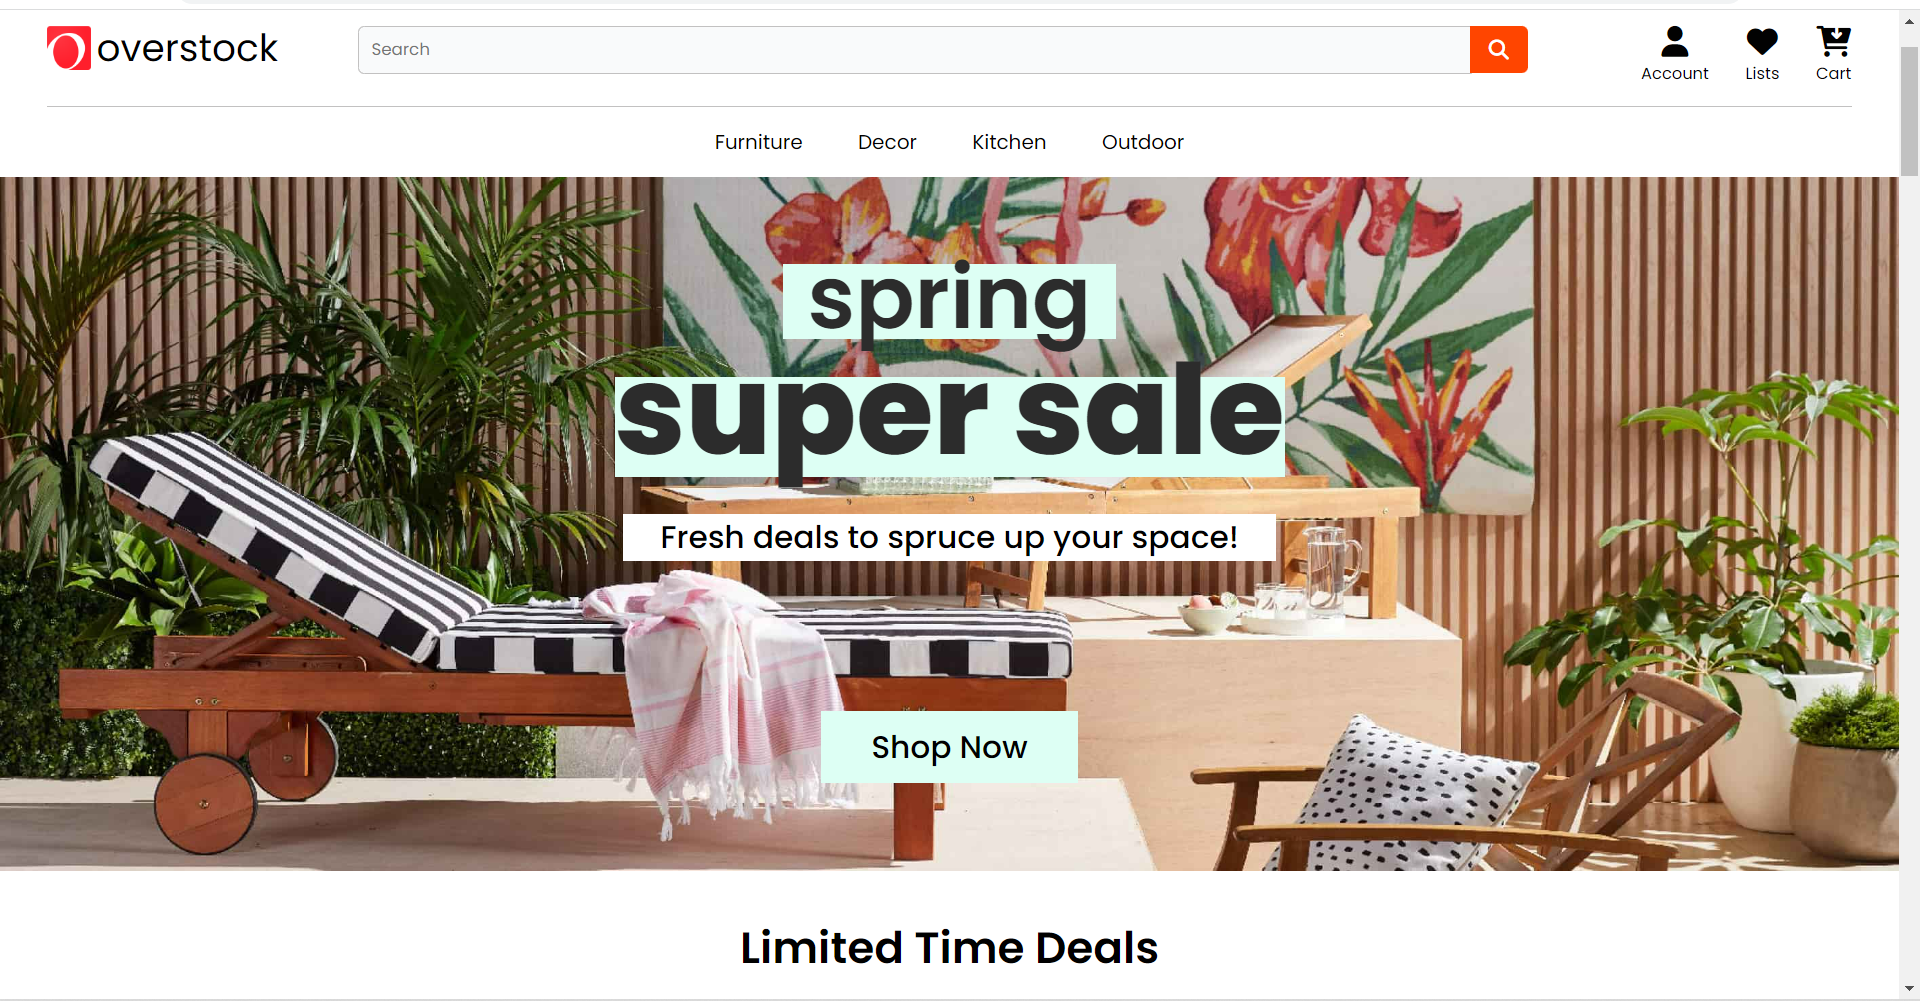 overstock
Search
Account Lists Cart
Furniture Decor Kitchen Outdoor
spring
super sale
Fresh deals to spruce up your space!
Shop Now
Limited Time Deals